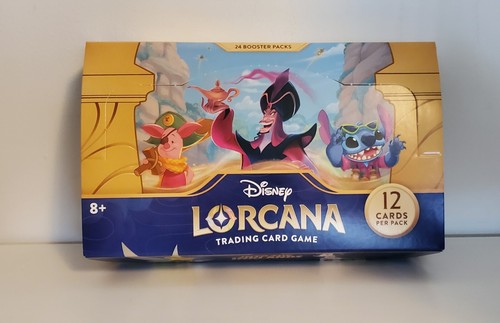 24 BOOSTER PACKS
8+
Disney
LORCANA
TRADING CARD GAME
12
CARDS
PER PACK